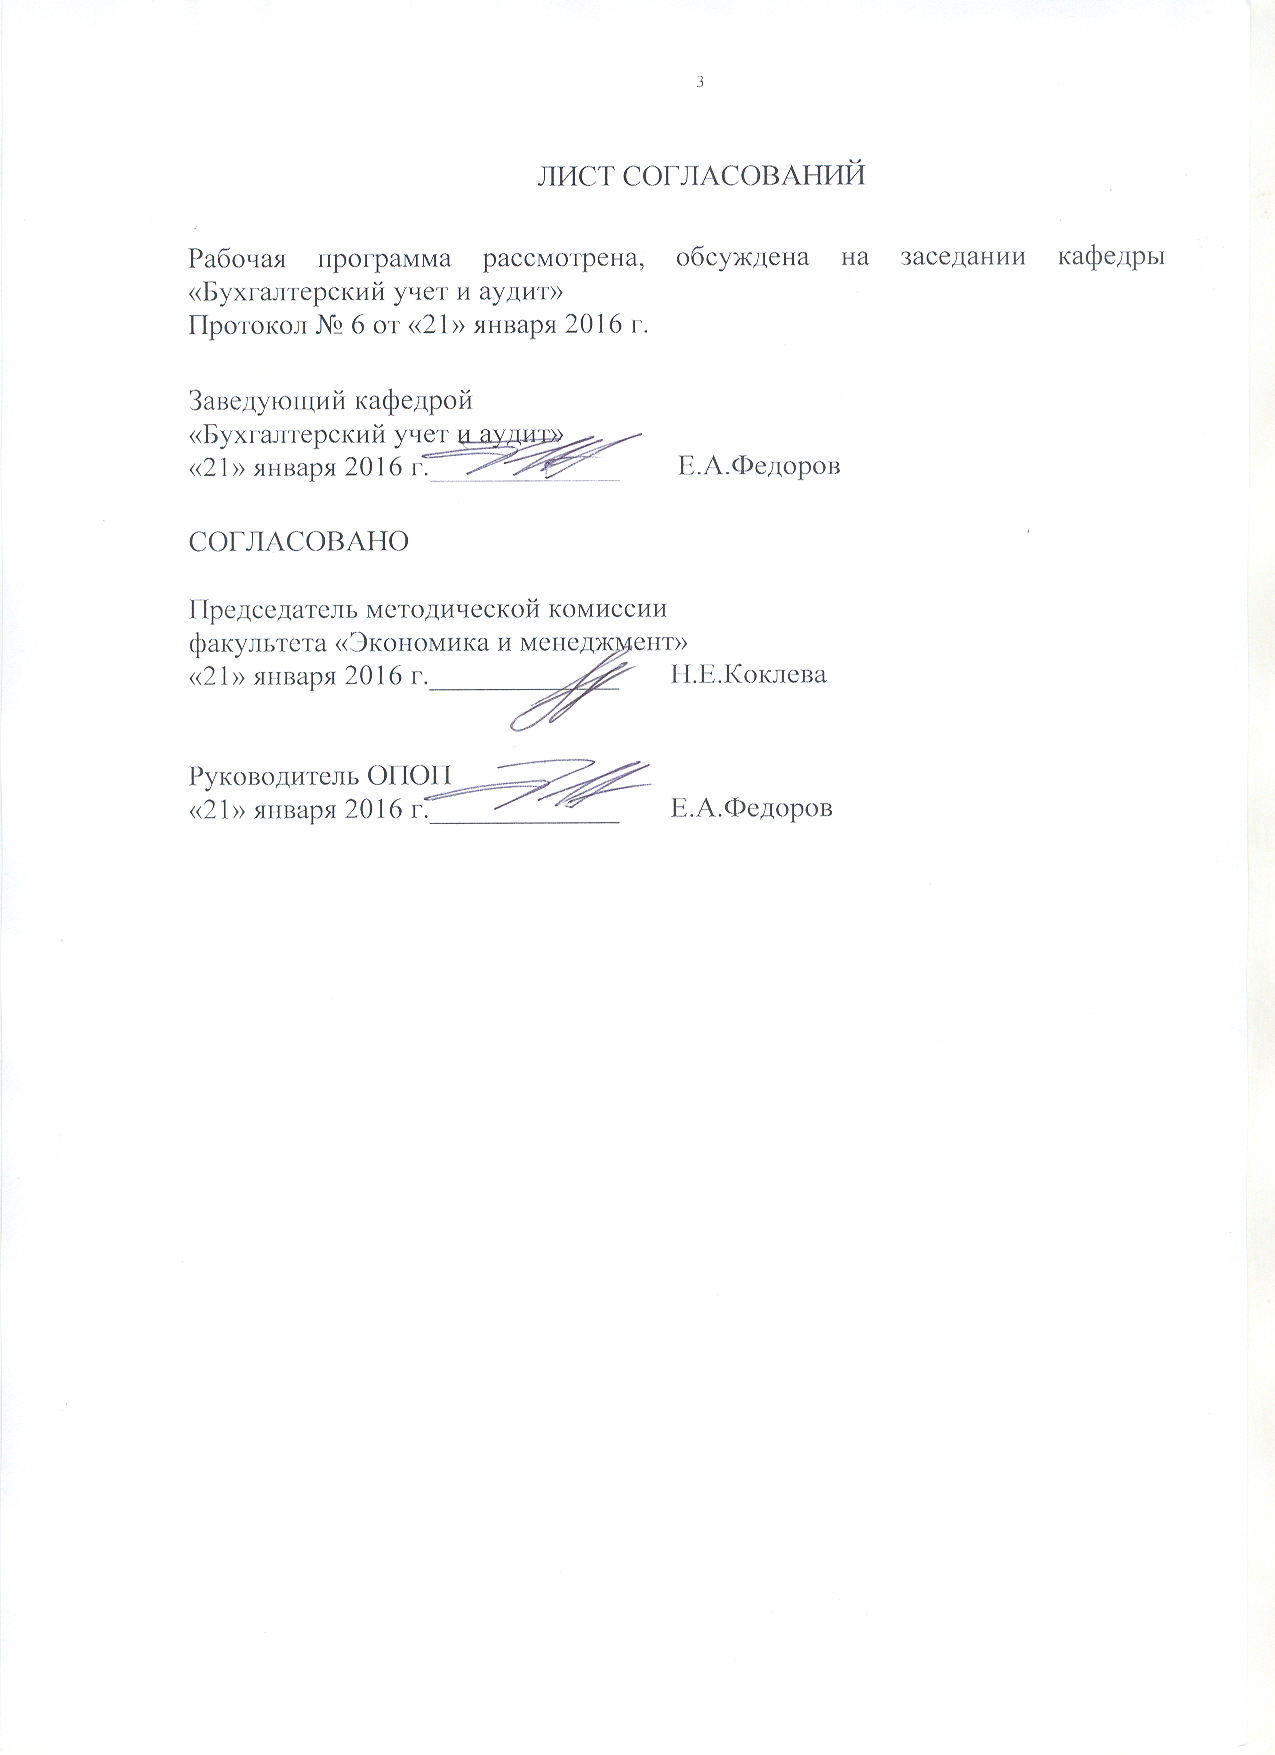 3
ЛИСТ СОГЛАСОВАНИЙ
Рабочая программа рассмотрена, обсуждена на заседании кафедры
«Бухгалтерский учет и аудит»
Протокол № 6 от «21» января 2016 г.
Заведующий кафедрой
«Бухгалтерский учет и аудит»
«21» января 2016 г.______________ Е.А.Федоров
СОГЛАСОВАНО
Председатель методической комиссии
факультета «Экономика и менеджмент»
«21» января 2016 г.______________ Н.Е.Коклева
Руководитель ОПОП
«21» января 2016 г.______________ Е.А.Федоров